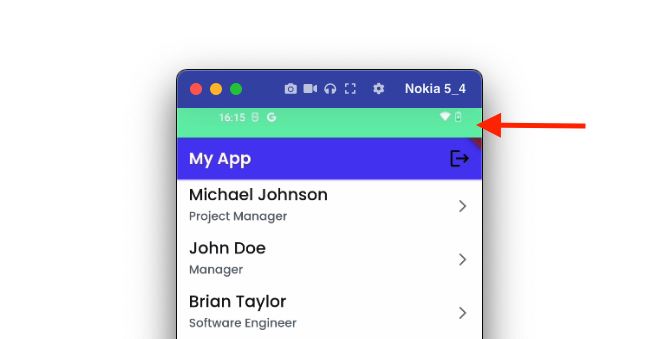 Nokia 5_4
16:15 G
My App
Michael Johnson
Project Manager
John Doe
Manager
Brian Taylor
Software Engineer